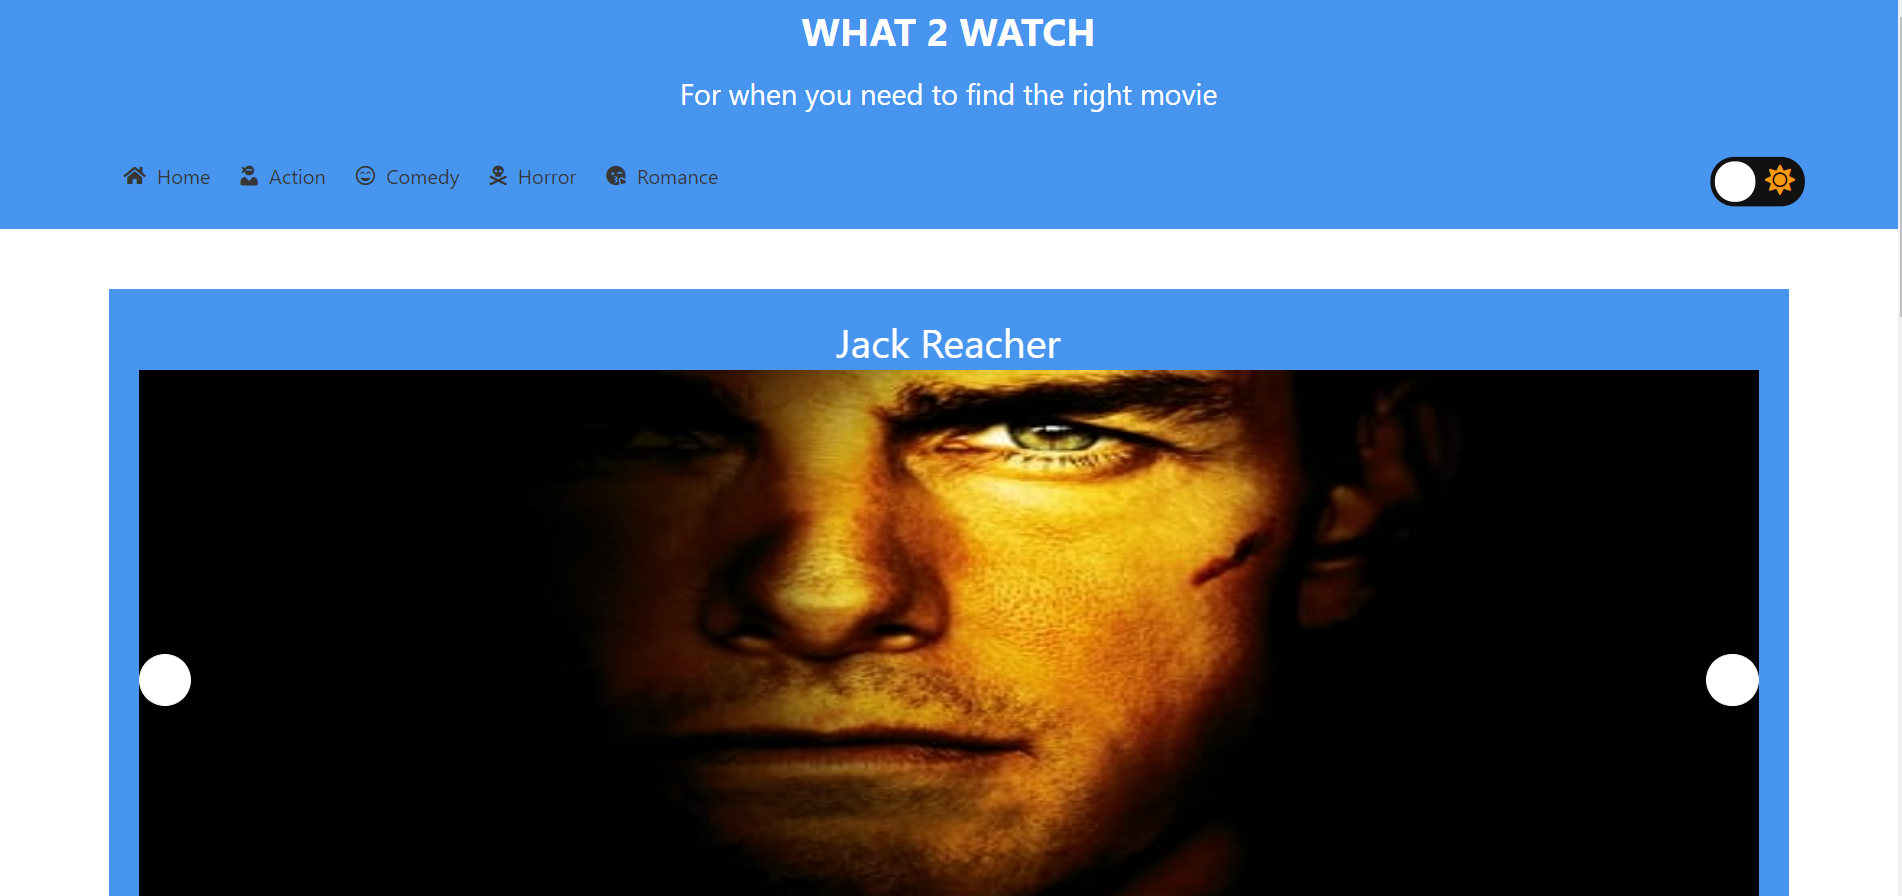 WHAT 2 WATCH
For when you need to find the right movie
Home Action Comedy Horror Romance
Jack Reacher